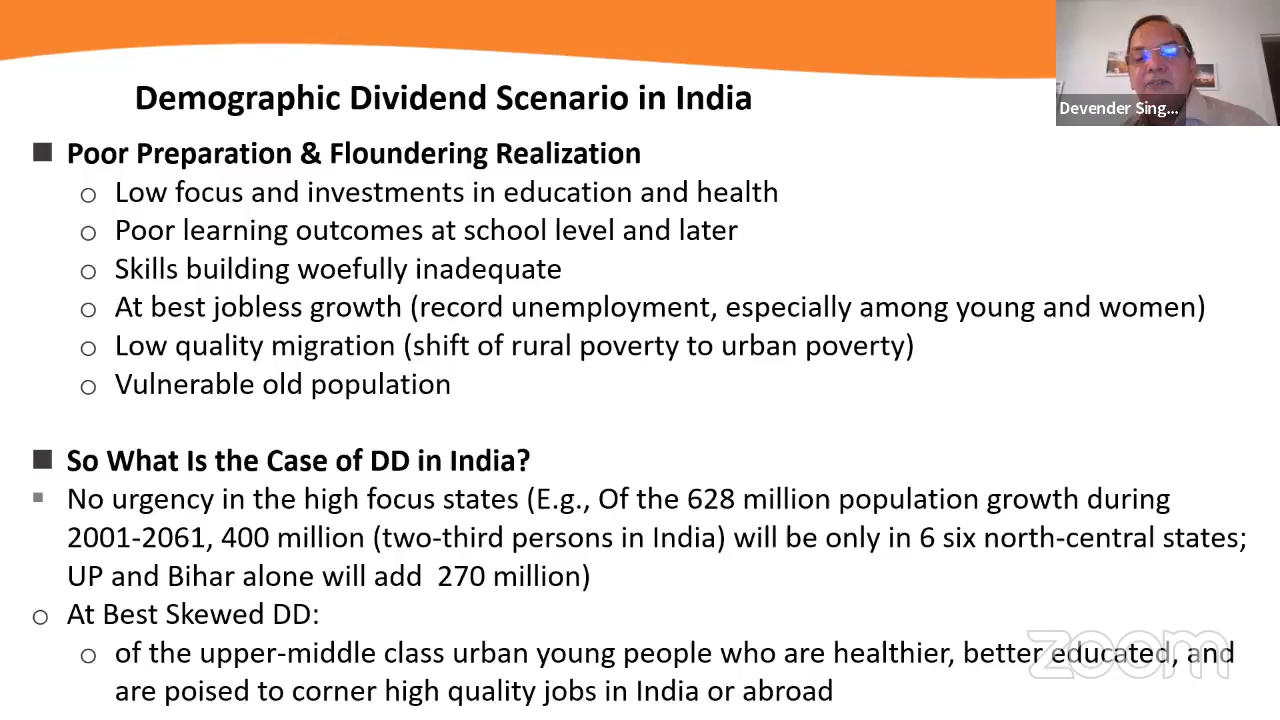 Devender Sing...
Demographic Dividend Scenario in India
Poor Preparation & Floundering Realization
Low focus and investments in education and health
Poor learning outcomes at school level and later
Skills building woefully inadequate
At best jobless growth (record unemployment, especially among young and women)
Low quality migration (shift of rural poverty to urban poverty)
Vulnerable old population
So What Is the Case of DD in India?
No urgency in the high focus states (E.g., Of the 628 million population growth during
2001-2061, 400 million (two-third persons in India) will be only in 6 six north-central states;
UP and Bihar alone will add 270 million)
At Best Skewed DD:
of the upper-middle class urban young people who are healthier, better educated, and
are poised to corner high quality jobs in India or abroad
zoom